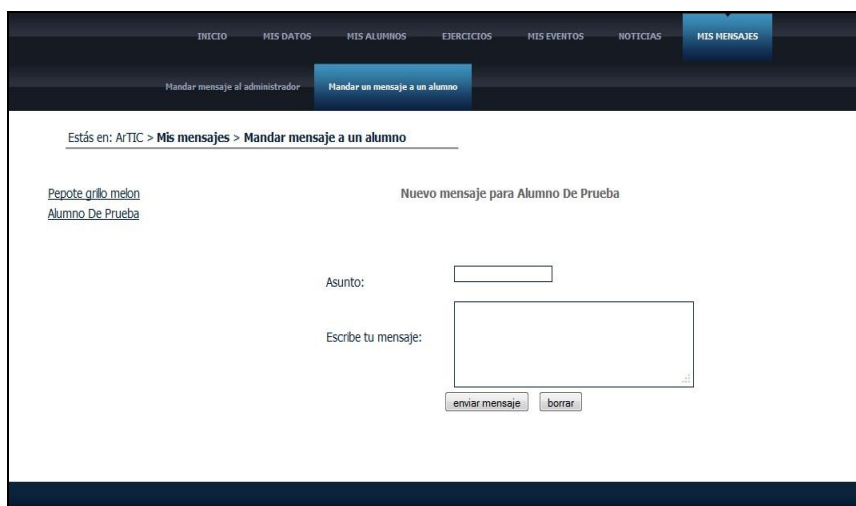 INICIO MIS DATOS MIS ALUMNOS EJERCICIOS MIS EVENTOS NOTICIAS MIS MENSAJES
Mandar mensaje al administrador Mandar un mensaje a un alumno
Estás en: ArTIC > Mis mensajes > Mandar mensaje a un alumno
Pepote grillo melon
Alumno De Prueba
Nuevo mensaje para Alumno De Prueba
Asunto:
Escribe tu mensaje:
enviar mensaje borrar